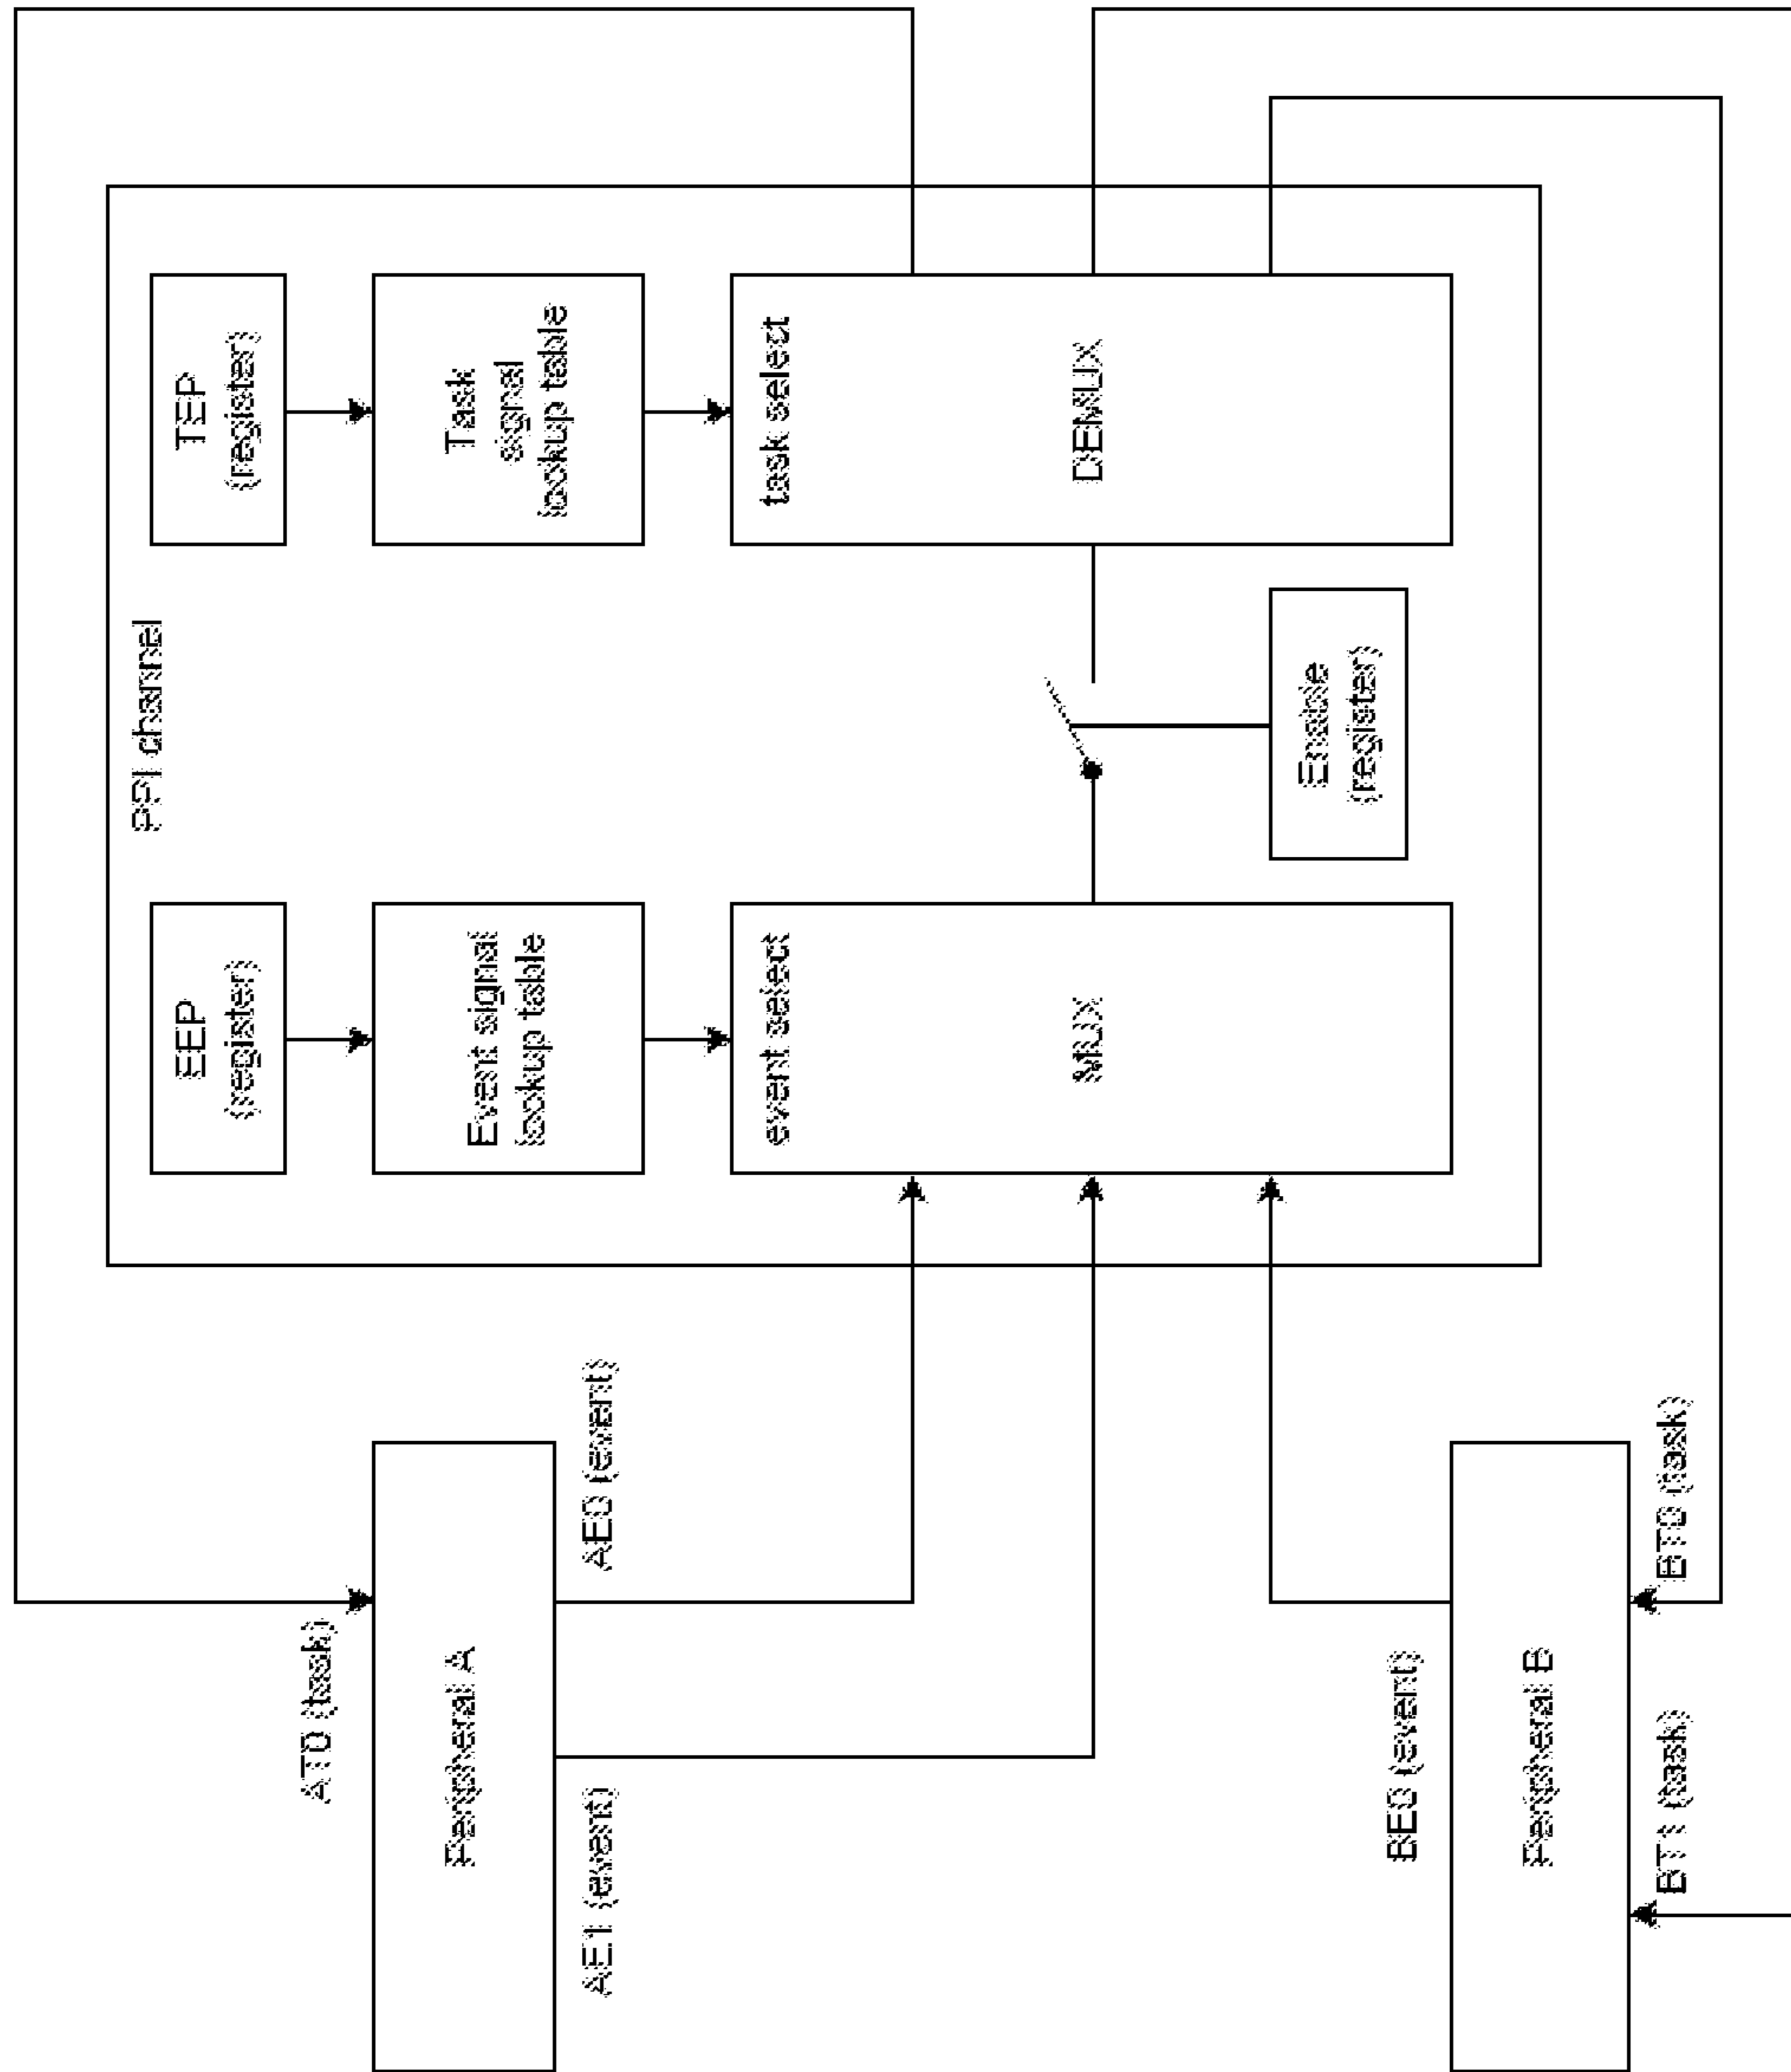 PPI channel
EEP
(register)
TEP
(register)
Event signal
lookup table
Task
signal
lookup table
event select
MUX
task select
DEMUX
Enable
(register)
AT0 (task)
Peripheral A
AE1 (event)
AE0 (event)
BE0 (event)
Peripheral B
BT1 (task)
BT0 (task)